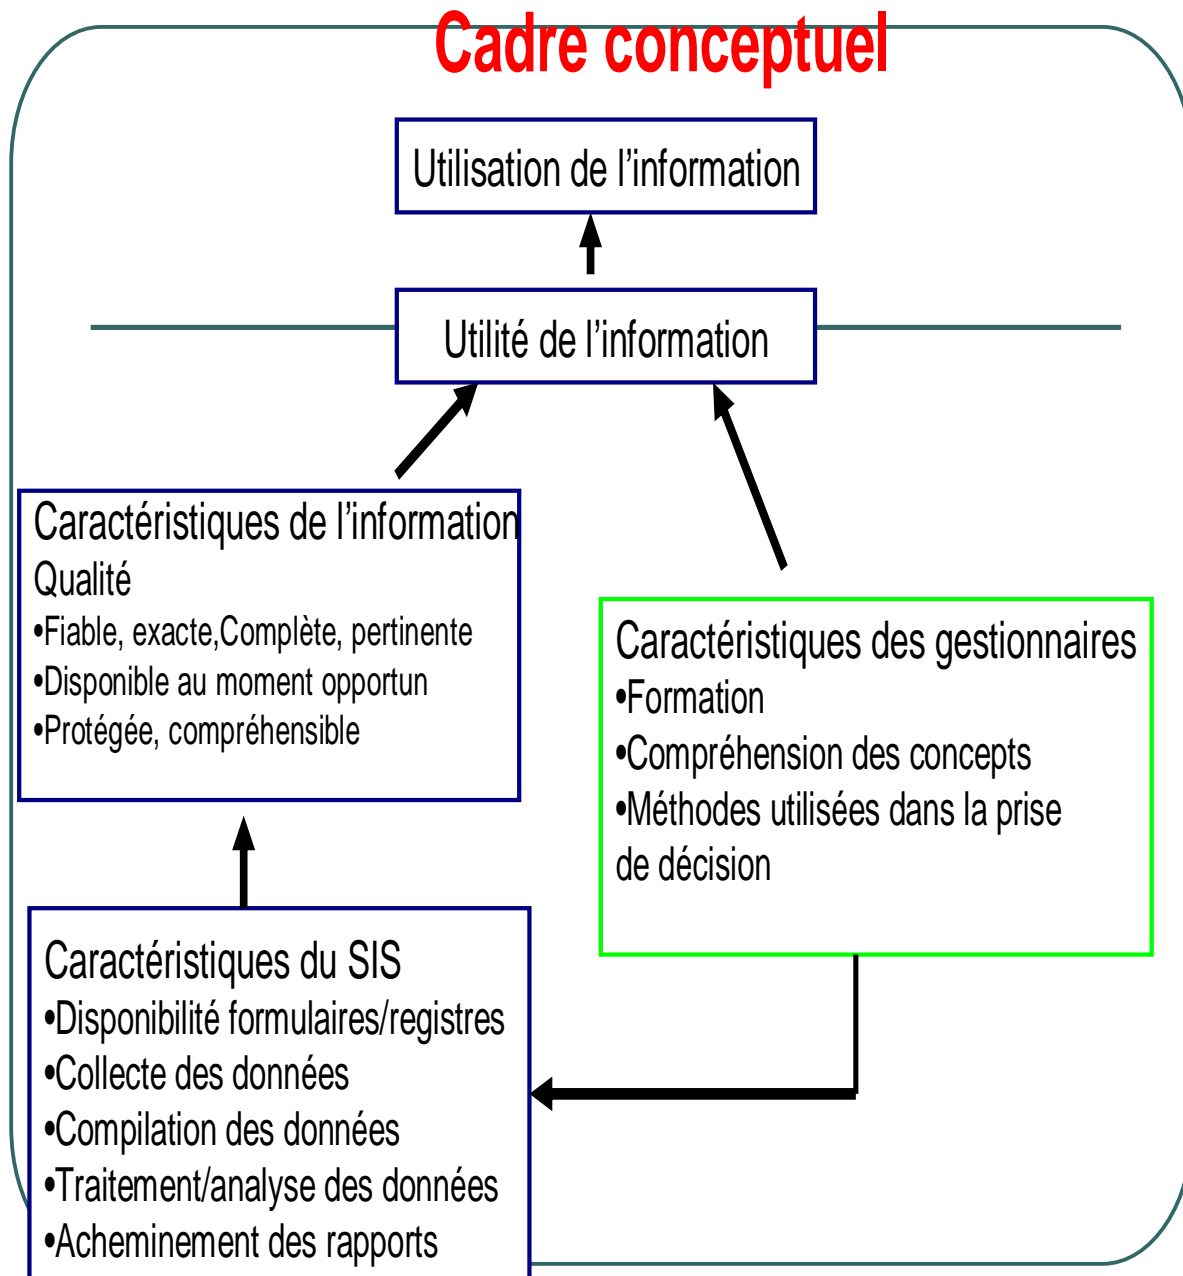 Cadre conceptuel
Utilisation de l’information
Utilité de l’information
Caractéristiques de l’information
Qualité
•Fiable, exacte,Complète, pertinente
•Disponible au moment opportun
•Protégée, compréhensible
Caractéristiques des gestionnaires
•Formation
•Compréhension des concepts
•Méthodes utilisées dans la prise
de décision
Caractéristiques du SIS
•Disponibilité formulaires/registres
•Collecte des données
•Compilation des données
•Traitement/analyse des données
•Acheminement des rapports